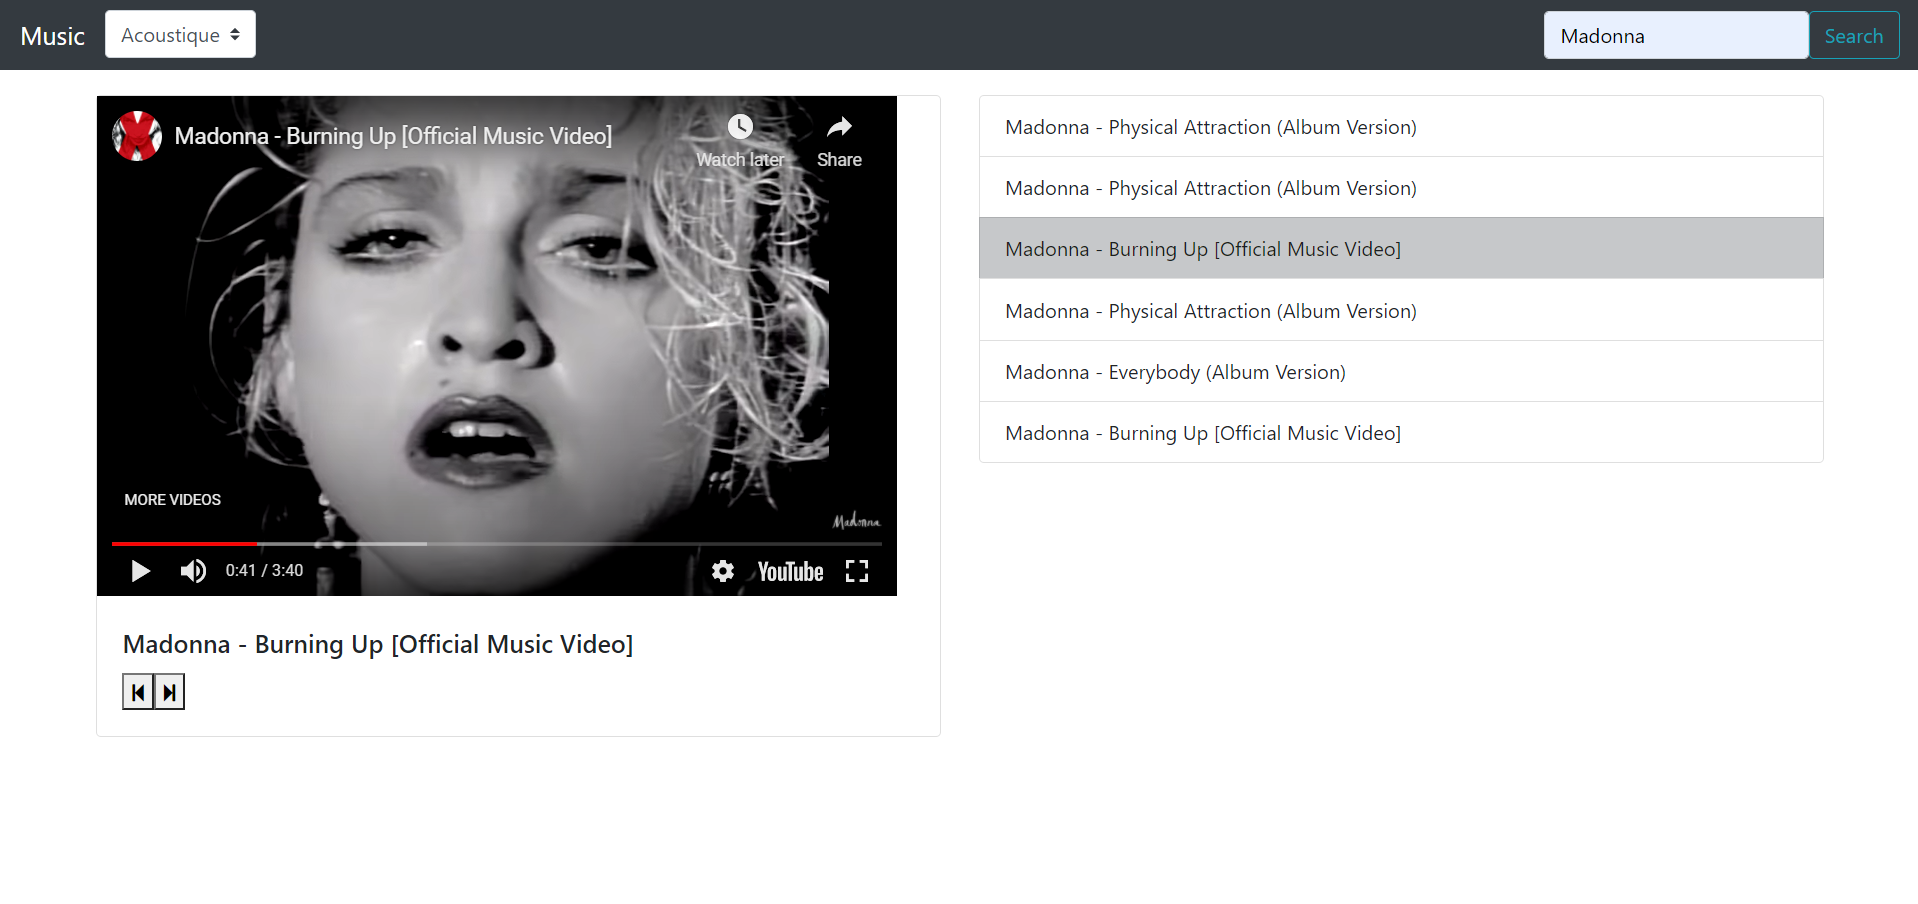 Music
Acoustique
Madonna
Search
Madonna - Burning Up [Official Music Video]
Watch later
Share
MORE VIDEOS
Madonna
0:41 / 3:40
YouTube
Madonna - Burning Up [Official Music Video]
Madonna - Physical Attraction (Album Version)
Madonna - Physical Attraction (Album Version)
Madonna - Burning Up [Official Music Video]
Madonna - Physical Attraction (Album Version)
Madonna - Everybody (Album Version)
Madonna - Burning Up [Official Music Video]